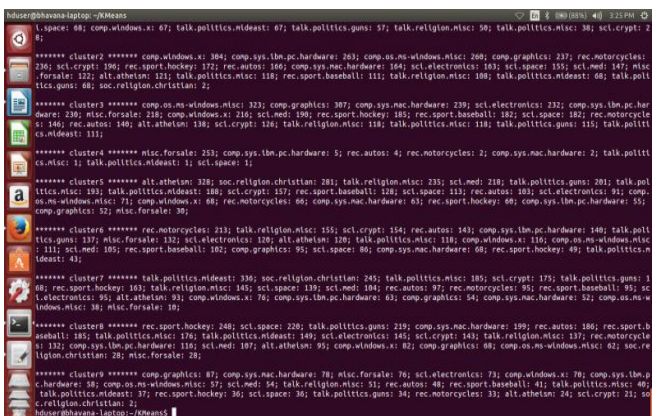 hduser@bhavana-laptop: ~/KMeans
En (88%) 3:25 PM
i.space: 68; comp.windows.x: 67; talk.politics.mideast: 67; talk.politics.guns: 57; talk.religion.misc: 50; talk.politics.misc: 38; sci.crypt: 2
8;
******* cluster2 ******* comp.windows.x: 304; comp.sys.ibm.pc.hardware: 263; comp.os.ms-windows.misc: 260; comp.graphics: 237; rec.motorcycles:
236; sci.crypt: 196; rec.sport.hockey: 172; rec.autos: 166; comp.sys.mac.hardware: 164; sci.electronics: 163; sci.space: 155; sci.med: 147; misc
.forsale: 122; alt.atheism: 121; talk.politics.misc: 118; rec.sport.baseball: 111; talk.religion.misc: 108; talk.politics.mideast: 68; talk.poli
tics.guns: 68; soc.religion.christian: 2;
******* cluster3 ******* comp.os.ms-windows.misc: 323; comp.graphics: 307; comp.sys.mac.hardware: 239; sci.electronics: 232; comp.sys.ibm.pc.har
dware: 230; misc.forsale: 218; comp.windows.x: 216; sci.med: 190; rec.sport.hockey: 185; rec.sport.baseball: 182; sci.space: 182; rec.motorcycle
s: 146; rec.autos: 140; alt.atheism: 138; sci.crypt: 126; talk.religion.misc: 118; talk.politics.misc: 118; talk.politics.guns: 115; talk.politi
cs.mideast: 111;
******* cluster4 ******* misc.forsale: 253; comp.sys.ibm.pc.hardware: 5; rec.autos: 4; rec.motorcycles: 2; comp.sys.mac.hardware: 2; talk.politi
cs.misc: 1; talk.politics.mideast: 1; sci.space: 1;
******* cluster5 ******* alt.atheism: 328; soc.religion.christian: 281; talk.religion.misc: 235; sci.med: 218; talk.politics.guns: 201; talk.pol
itics.misc: 193; talk.politics.mideast: 188; sci.crypt: 157; rec.sport.baseball: 128; sci.space: 113; rec.autos: 103; sci.electronics: 91; comp.
os.ms-windows.misc: 71; comp.windows.x: 68; rec.motorcycles: 66; comp.sys.mac.hardware: 63; rec.sport.hockey: 60; comp.sys.ibm.pc.hardware: 55;
comp.graphics: 52; misc.forsale: 30;
******* cluster6 ******* rec.motorcycles: 213; talk.religion.misc: 155; sci.crypt: 154; rec.autos: 143; comp.sys.ibm.pc.hardware: 140; talk.poli
tics.guns: 137; misc.forsale: 132; sci.electronics: 120; alt.atheism: 120; talk.politics.misc: 118; comp.windows.x: 116; comp.os.ms-windows.misc
: 111; sci.med: 105; rec.sport.baseball: 102; comp.graphics: 95; sci.space: 86; comp.sys.mac.hardware: 68; rec.sport.hockey: 49; talk.politics.m
ideast: 43;
******* cluster7 ******* talk.politics.mideast: 336; soc.religion.christian: 245; talk.politics.misc: 185; sci.crypt: 175; talk.politics.guns: 1
68; rec.sport.hockey: 163; talk.religion.misc: 145; sci.space: 139; sci.med: 104; rec.autos: 97; rec.motorcycles: 95; rec.sport.baseball: 95; sc
i.electronics: 95; alt.atheism: 93; comp.windows.x: 76; comp.sys.ibm.pc.hardware: 63; comp.graphics: 54; comp.sys.mac.hardware: 52; comp.os.ms-w
indows.misc: 38; misc.forsale: 10;
******* cluster8 ******* rec.sport.hockey: 248; sci.space: 220; talk.politics.guns: 219; comp.sys.mac.hardware: 199; rec.autos: 186; rec.sport.b
aseball: 185; talk.politics.misc: 176; talk.politics.mideast: 149; sci.electronics: 145; sci.crypt: 143; talk.religion.misc: 137; rec.motorcycle
s: 132; comp.sys.ibm.pc.hardware: 116; sci.med: 107; alt.atheism: 95; comp.windows.x: 82; comp.graphics: 68; comp.os.ms-windows.misc: 62; soc.re
ligion.christian: 28; misc.forsale: 28;
******* cluster9 ******* comp.graphics: 87; comp.sys.mac.hardware: 78; misc.forsale: 76; sci.electronics: 73; comp.windows.x: 70; comp.sys.ibm.p
c.hardware: 58; comp.os.ms-windows.misc: 57; sci.med: 54; talk.religion.misc: 51; rec.autos: 48; rec.sport.baseball: 41; talk.politics.misc: 40;
talk.politics.mideast: 37; rec.sport.hockey: 36; sci.space: 36; talk.politics.guns: 34; rec.motorcycles: 33; alt.atheism: 24; sci.crypt: 21; so
c.religion.christian: 2;
hduser@bhavana-laptop:~/KMeans$